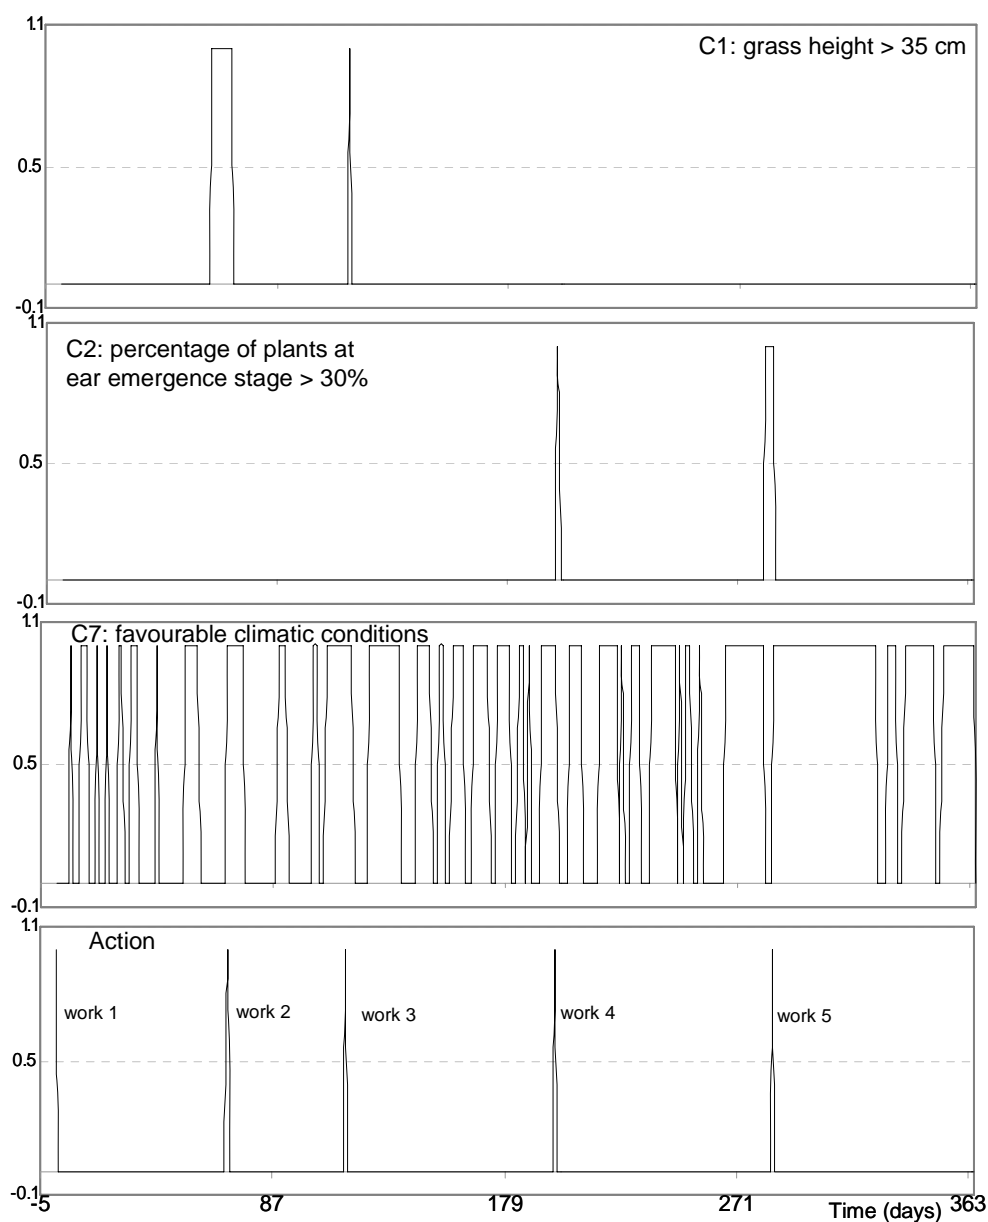 1.1
C1: grass height > 35 cm
0.5
-0.1
1.1
C2: percentage of plants at
ear emergence stage > 30%
0.5
-0.1
1.1
C7: favourable climatic conditions
0.5
-0.1
1.1
Action
work 1
work 2
work 3
work 4
work 5
0.5
-0.1
-5
87
179
271
Time (days)
363